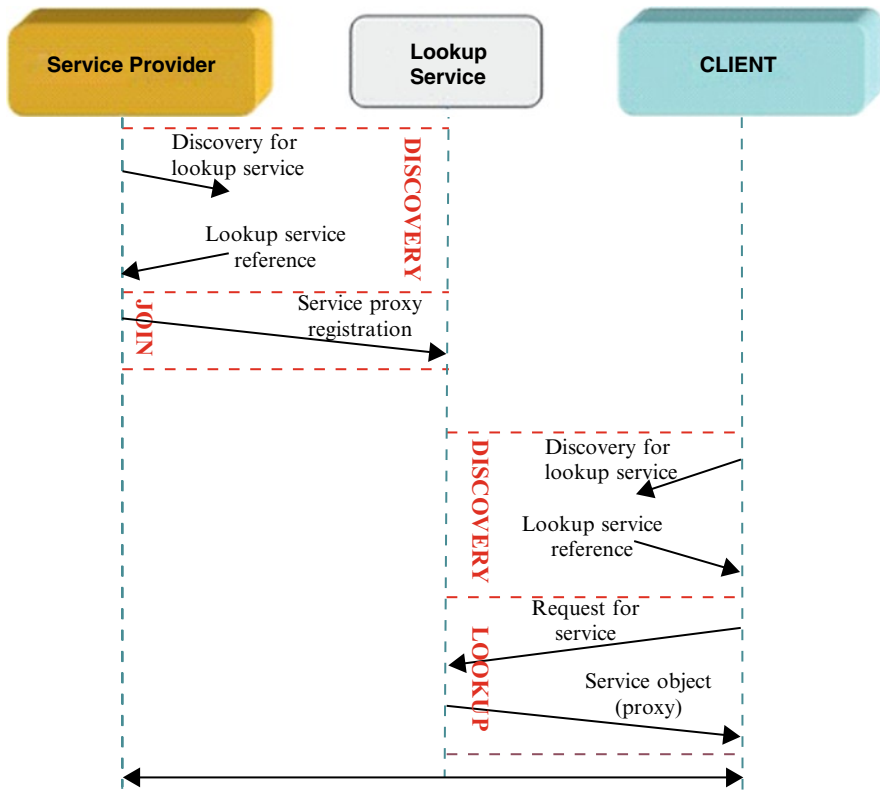 Service Provider
Lookup
Service
CLIENT
Discovery for
lookup service
DISCOVERY
Lookup service
reference
JOIN
Service proxy
registration
DISCOVERY
Discovery for
lookup service
Lookup service
reference
LOOKUP
Request for
service
Service object
(proxy)